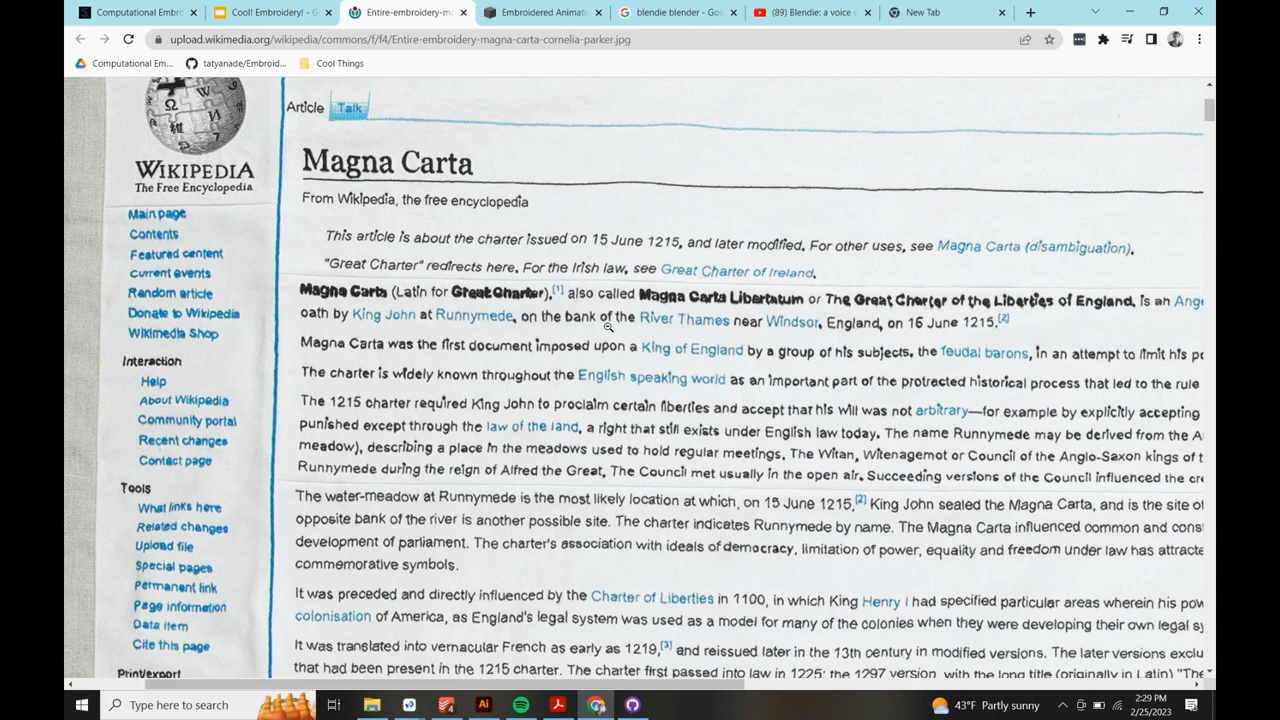 Computational Embro
Cool! Embroidery! - G
Entire-embroidery-m
Embroidered Animati
blendie blender - Goo
(89) Blendie: a voice c
New Tab
upload.wikimedia.org/wikipedia/commons/f/f4/Entire-embroidery-magna-carta-cornelia-parker.jpg
Computational Em...
tatyanade/Embroid...
Cool Things
WIKIPEDIA
The Free Encyclopedia
Main page
Contents
Featured content
Current events
Random article
Donate to Wikipedia
Wikimedia Shop
Interaction
Help
About Wikipedia
Community portal
Recent changes
Contact page
Tools
What links here
Related changes
Upload file
Special pages
Permanent link
Page information
Data item
Cite this page
Print/export
Article Talk
Magna Carta
From Wikipedia, the free encyclopedia
This article is about the charter issued on 15 June 1215, and later modified. For other uses, see Magna Carta (disambiguation).
"Great Charter" redirects here. For the Irish law, see Great Charter of Ireland.
Magna Carta (Latin for Great Charter),[1] also called Magna Carta Libertatum or The Great Charter of the Liberties of England, is an Ange
oath by King John at Runnymede, on the bank of the River Thames near Windsor, England, on 15 June 1215.[2]
Magna Carta was the first document imposed upon a King of England by a group of his subjects, the feudal barons, in an attempt to limit his po
The charter is widely known throughout the English speaking world as an important part of the protracted historical process that led to the rule
The 1215 charter required King John to proclaim certain liberties and accept that his will was not arbitrary—for example by explicitly accepting
punished except through the law of the land, a right that still exists under English law today. The name Runnymede may be derived from the A
meadow), describing a place in the meadows used to hold regular meetings. The Witan, Witenagemot or Council of the Anglo-Saxon kings of t
Runnymede during the reign of Alfred the Great. The Council met usually in the open air. Succeeding versions of the Council influenced the cre
The water-meadow at Runnymede is the most likely location at which, on 15 June 1215,[2] King John sealed the Magna Carta, and is the site of
opposite bank of the river is another possible site. The charter indicates Runnymede by name. The Magna Carta influenced common and cons
development of parliament. The charter's association with ideals of democracy, limitation of power, equality and freedom under law has attracte
commemorative symbols.
It was preceded and directly influenced by the Charter of Liberties in 1100, in which King Henry I had specified particular areas wherein his pow
colonisation of America, as England's legal system was used as a model for many of the colonies when they were developing their own legal sy
It was translated into vernacular French as early as 1219,[3] and reissued later in the 13th century in modified versions. The later versions exclu
that had been present in the 1215 charter. The charter first passed into law in 1225; the 1297 version, with the long title (originally in Latin) "The
Type here to search
43°F Partly sunny
2:29 PM
2/25/2023